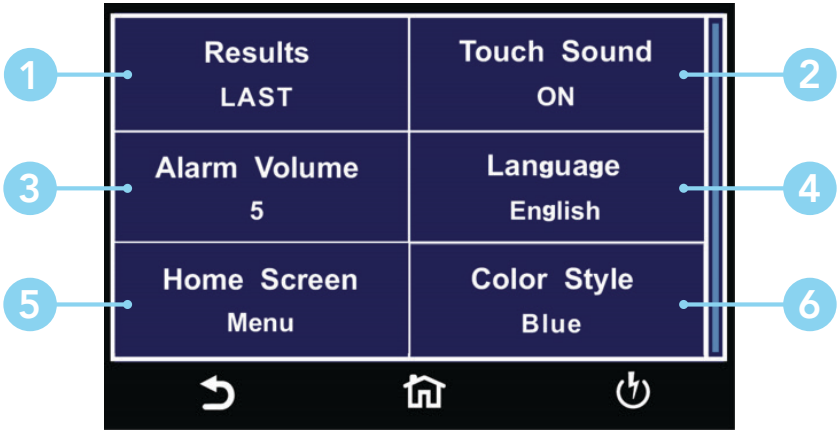 1
Results
LAST
Touch Sound
ON
2
3
Alarm Volume
5
Language
English
4
5
Home Screen
Menu
Color Style
Blue
6